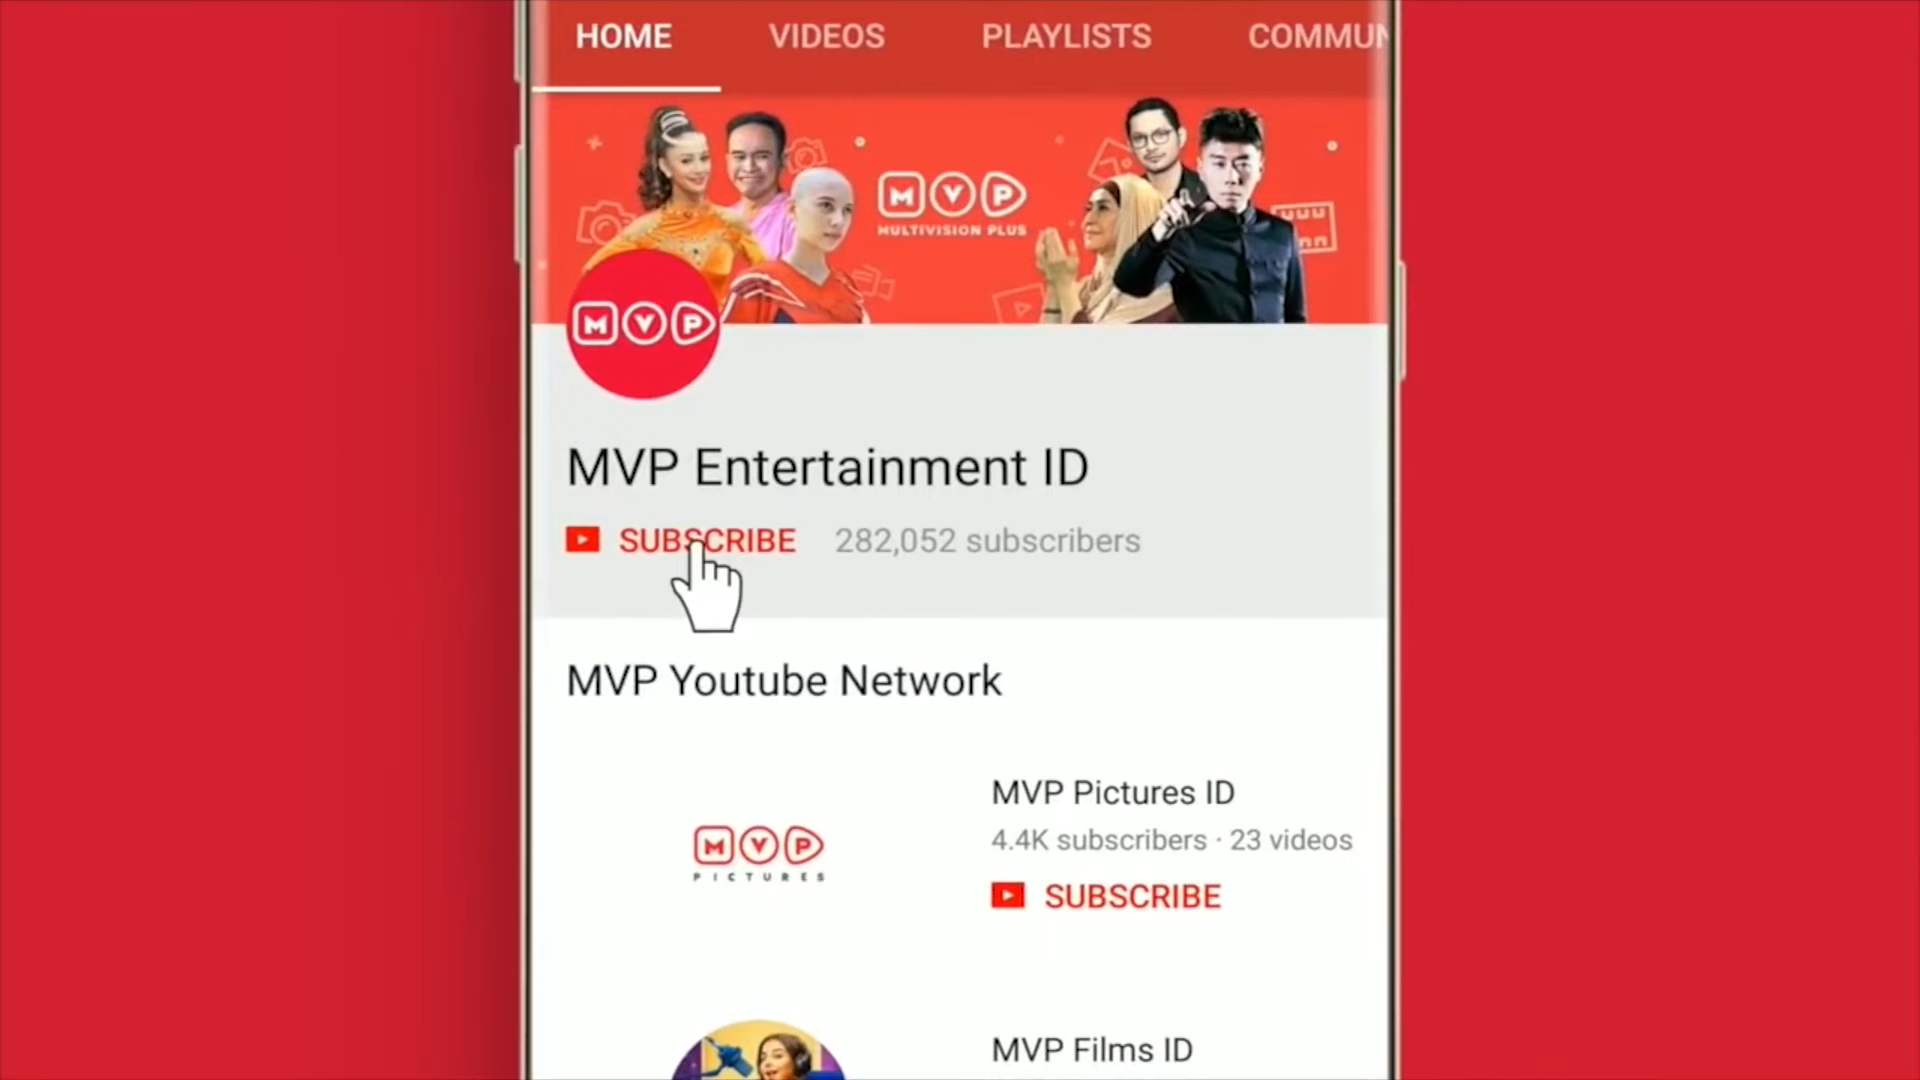 HOME VIDEOS PLAYLISTS COMMUN
MVP
MULTIVISION PLUS
MVP
MVP Entertainment ID
SUBSCRIBE 282,052 subscribers
MVP Youtube Network
MVP Pictures ID
4.4K subscribers · 23 videos
MVP
PICTURES
SUBSCRIBE
MVP Films ID